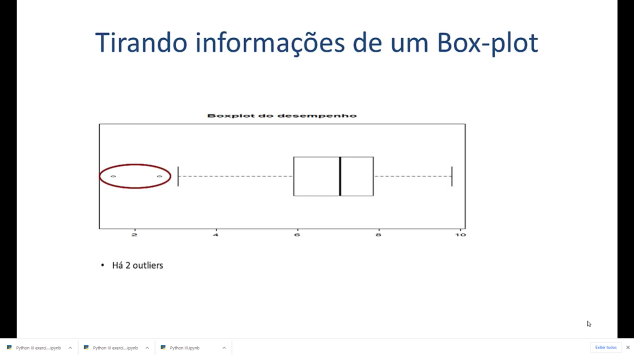 Tirando informações de um Box-plot
Boxplot do desempenho
2 4 6 8 10
• Há 2 outliers
Python III exerc....ipynb Python III exerc....ipynb Python III.ipynb Exibir todos